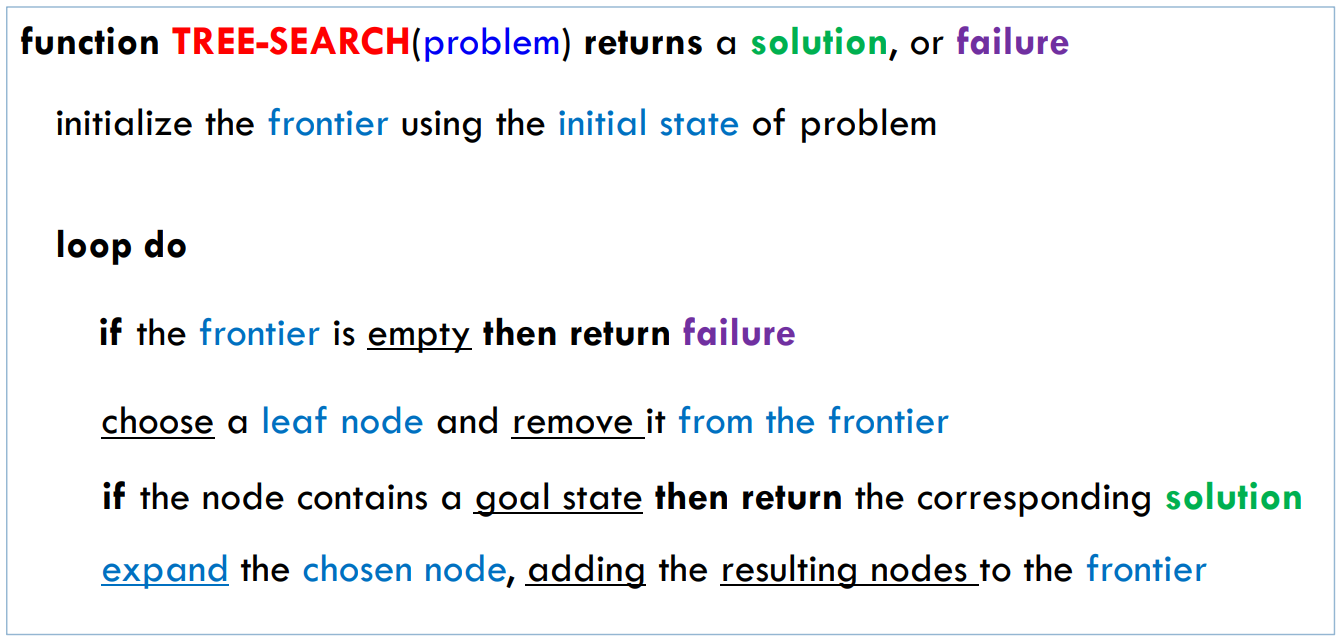 function TREE-SEARCH(problem) returns a solution, or failure
initialize the frontier using the initial state of problem
loop do
if the frontier is empty then return failure
choose a leaf node and remove it from the frontier
if the node contains a goal state then return the corresponding solution
expand the chosen node, adding the resulting nodes to the frontier